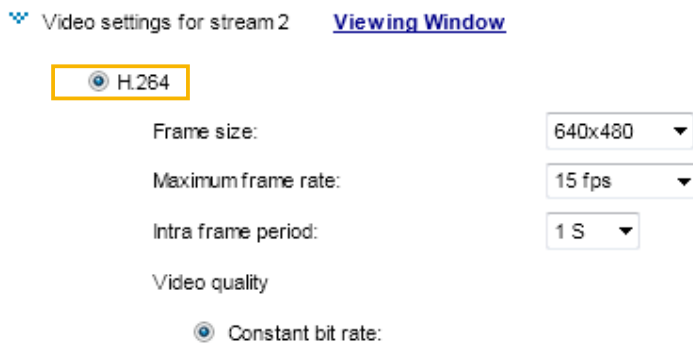 Video settings for stream 2 Viewing Window
H.264
Frame size: 640x480
Maximum frame rate: 15 fps
Intra frame period: 1 S
Video quality
Constant bit rate: